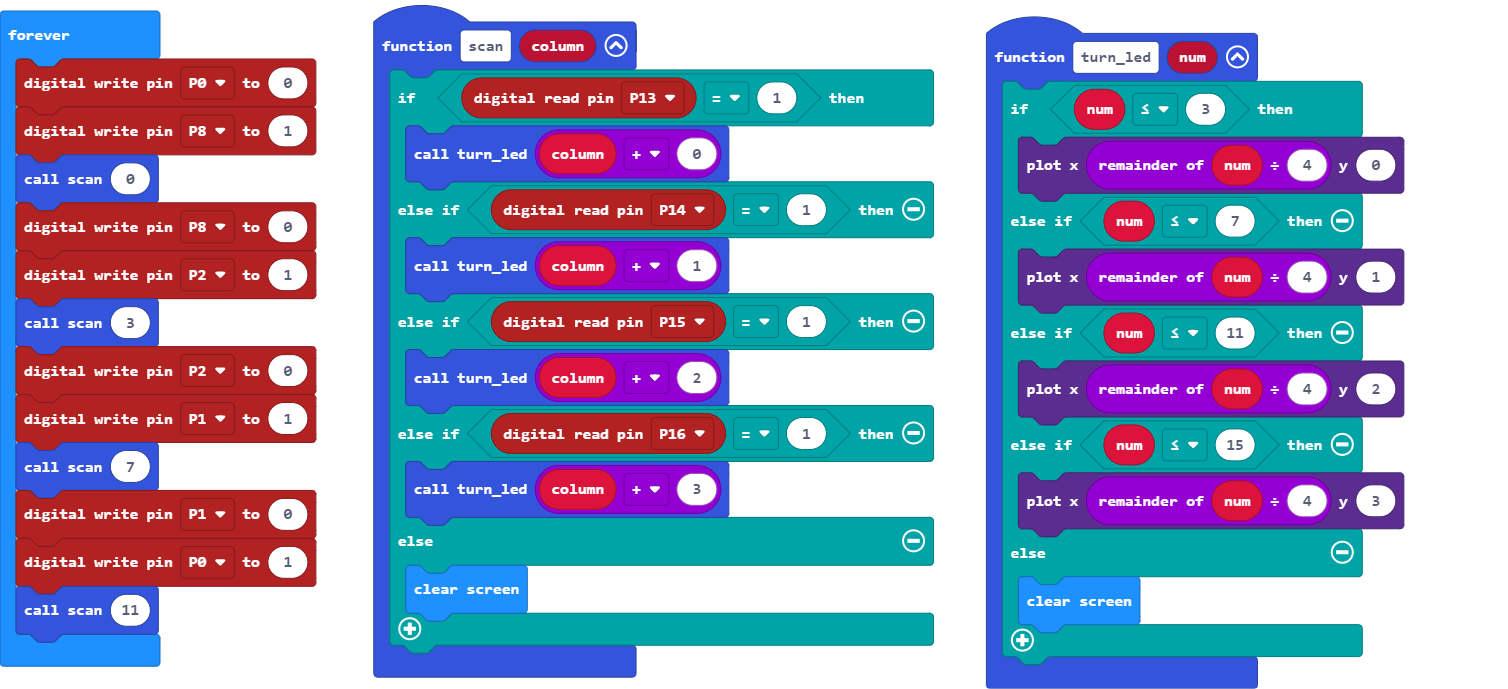 forever
digital write pin P0 to 0
digital write pin P8 to 1
call scan 0
digital write pin P8 to 0
digital write pin P2 to 1
call scan 3
digital write pin P2 to 0
digital write pin P1 to 1
call scan 7
digital write pin P1 to 0
digital write pin P0 to 1
call scan 11
function scan column
if digital read pin P13 = 1 then
call turn_led column + 0
else if digital read pin P14 = 1 then
call turn_led column + 1
else if digital read pin P15 = 1 then
call turn_led column + 2
else if digital read pin P16 = 1 then
call turn_led column + 3
else
clear screen
function turn_led num
if num ≤ 3 then
plot x remainder of num ÷ 4 y 0
else if num ≤ 7 then
plot x remainder of num ÷ 4 y 1
else if num ≤ 11 then
plot x remainder of num ÷ 4 y 2
else if num ≤ 15 then
plot x remainder of num ÷ 4 y 3
else
clear screen